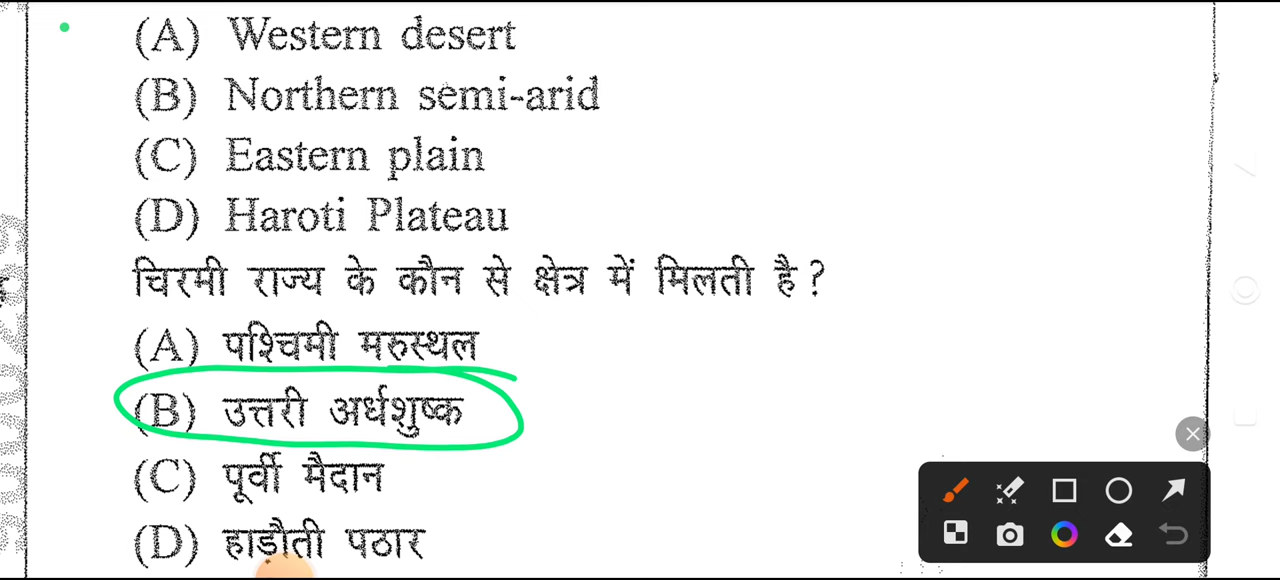 (A) Western desert
(B) Northern semi-arid
(C) Eastern plain
(D) Haroti Plateau
चिरमी राज्य के कौन से क्षेत्र में मिलती है ?
(A) पश्चिमी मरुस्थल
(B) उत्तरी अर्धशुष्क
(C) पूर्वी मैदान
(D) हाड़ौती पठार